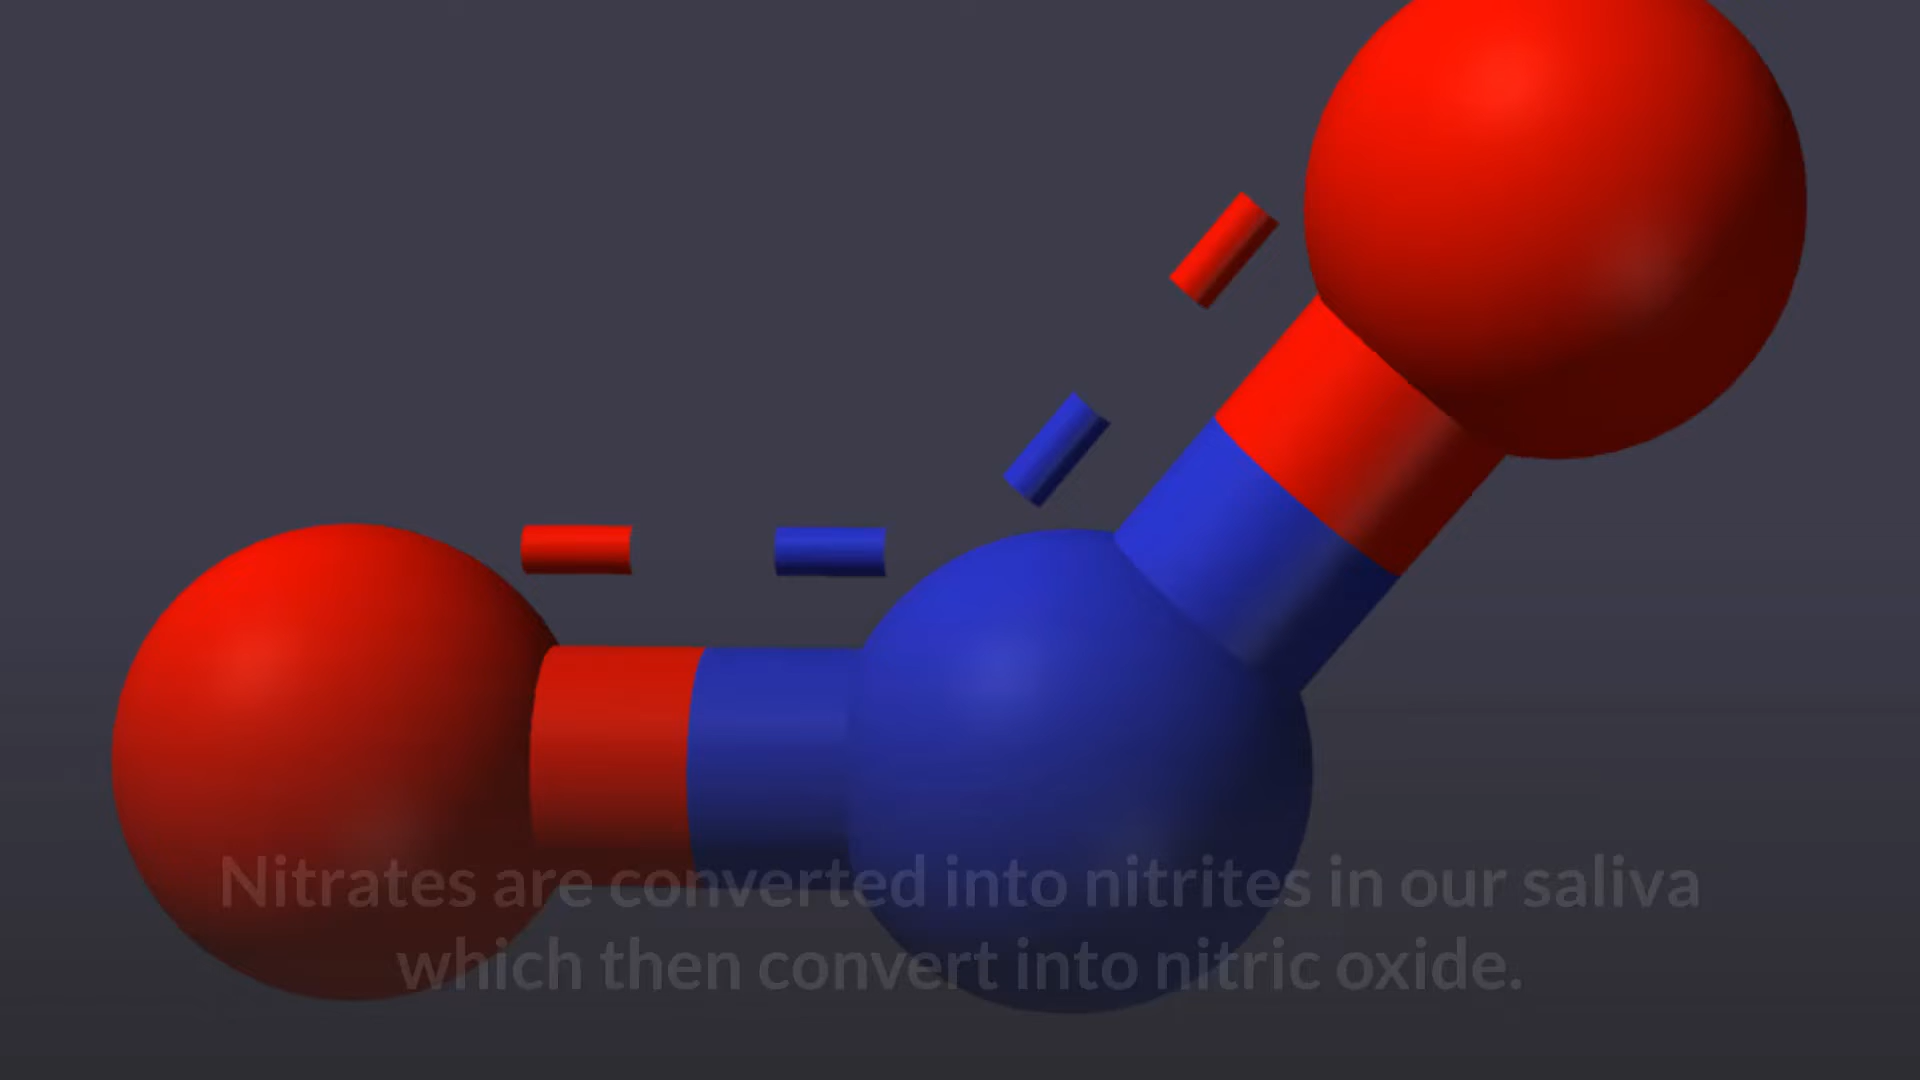 Nitrates are converted into nitrites in our saliva
which then convert into nitric oxide.